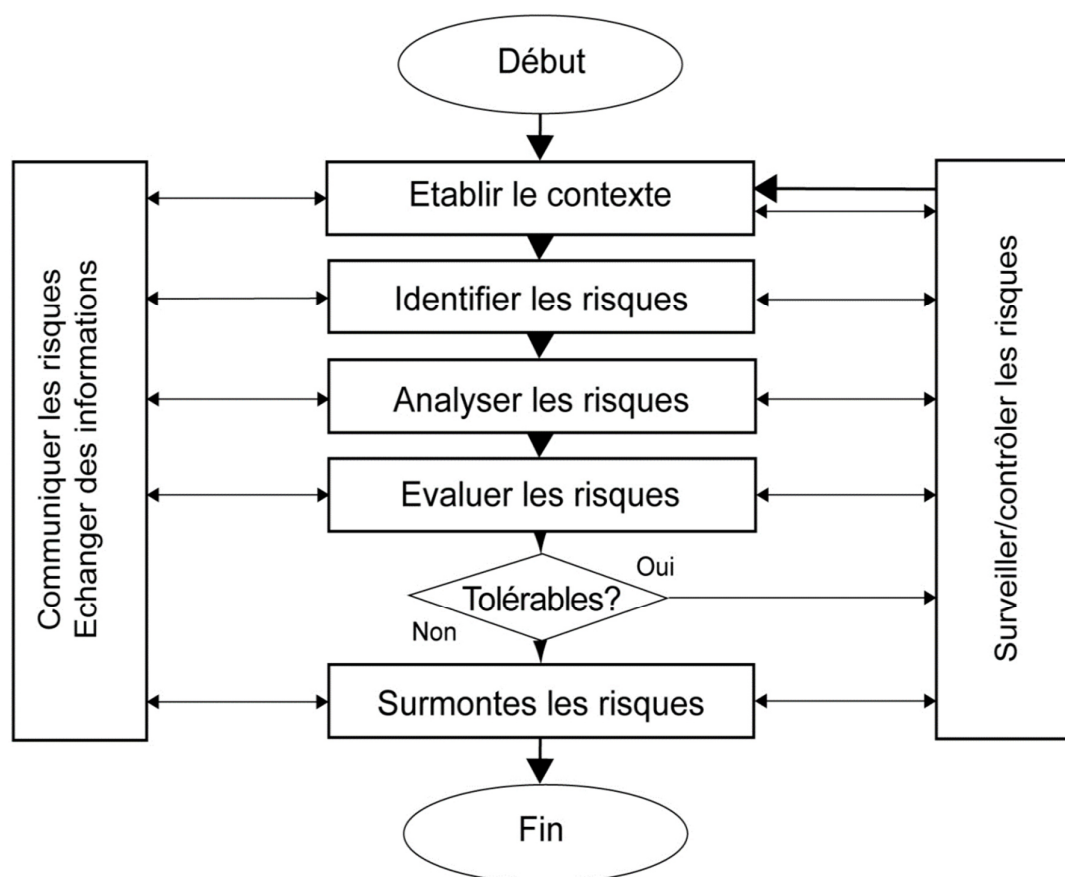 Début
Etablir le contexte
Identifier les risques
Analyser les risques
Evaluer les risques
Oui
Tolérables?
Non
Surmontes les risques
Fin
Communiquer les risques
Echanger des informations
Surveiller/contrôler les risques